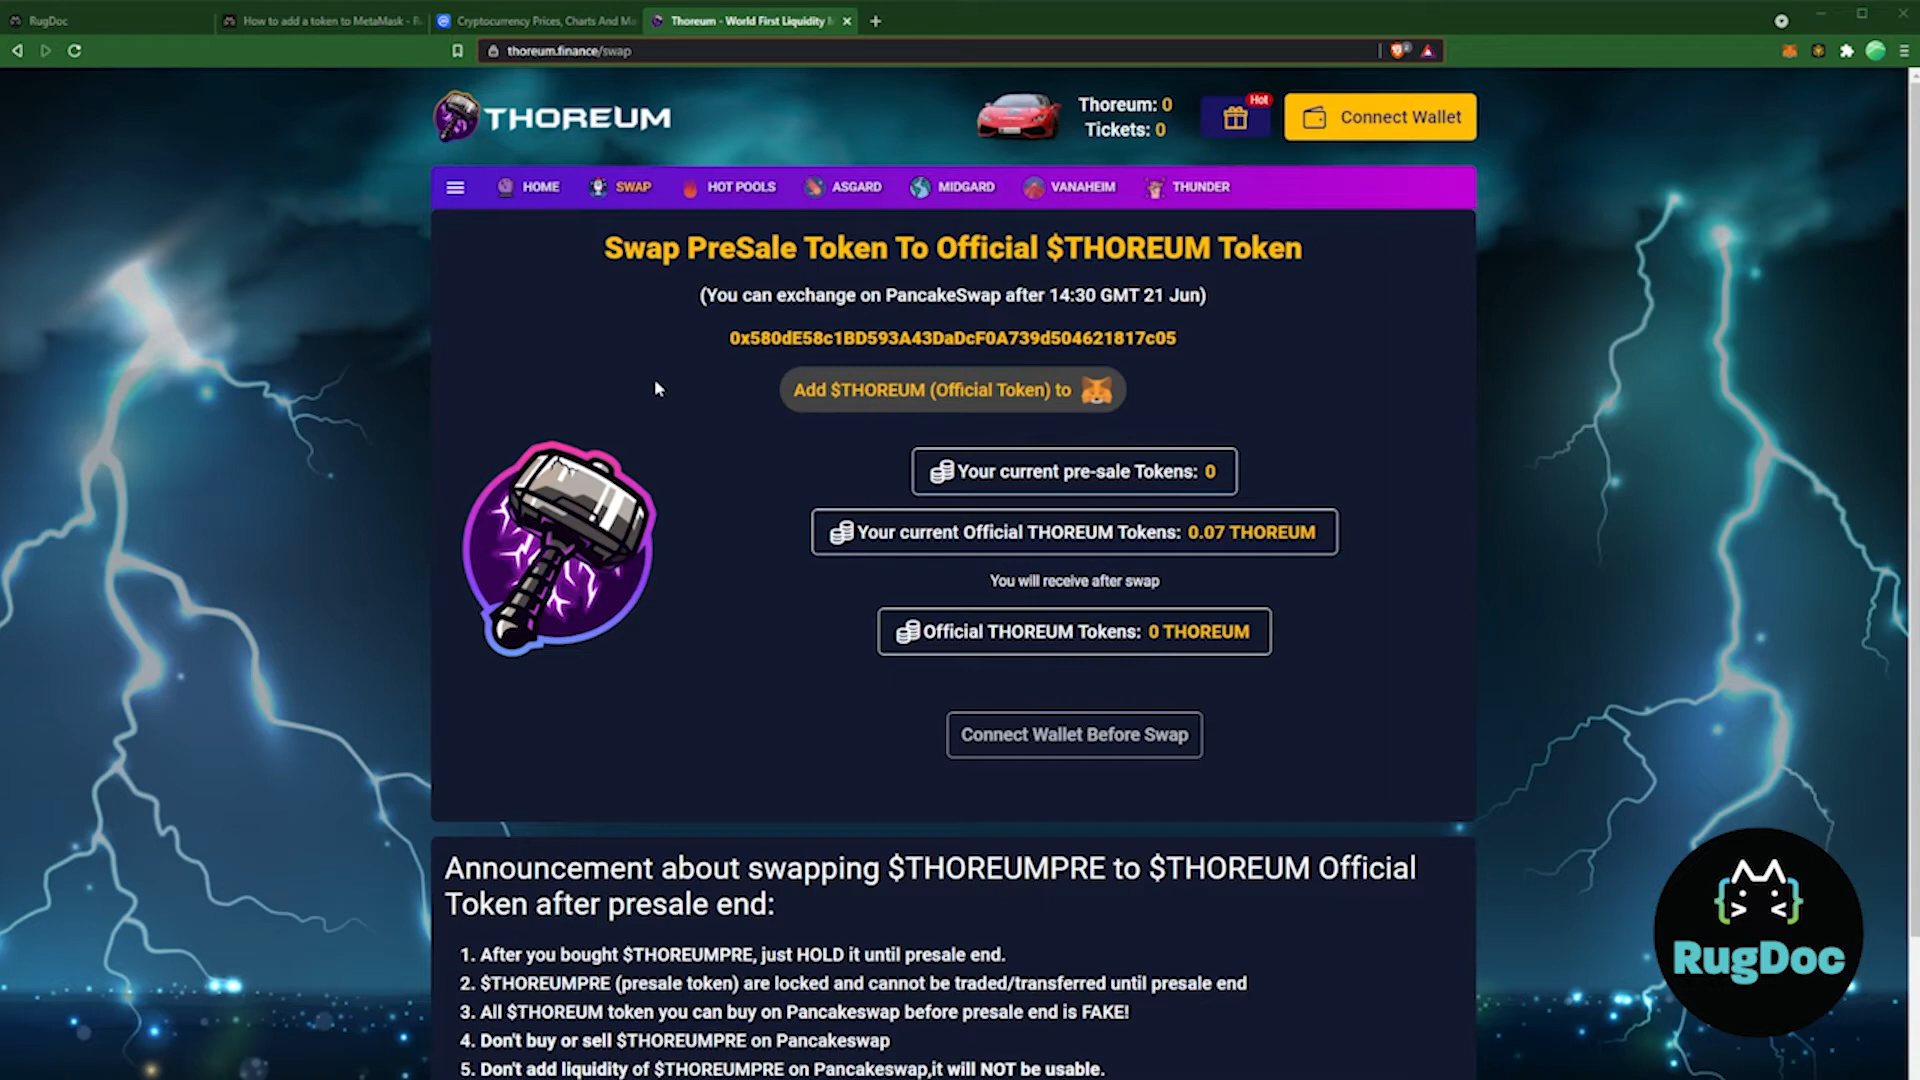 RugDoc
How to add a token to MetaMask - R
Cryptocurrency Prices, Charts And Ma
Thoreum - World First Liquidity M
thoreum.finance/swap
THOREUM
Thoreum: 0
Tickets: 0
Hot
Connect Wallet
HOME
SWAP
HOT POOLS
ASGARD
MIDGARD
VANAHEIM
THUNDER
Swap PreSale Token To Official $THOREUM Token
(You can exchange on PancakeSwap after 14:30 GMT 21 Jun)
0x580dE58c1BD593A43DaDcF0A739d504621817c05
Add $THOREUM (Official Token) to
Your current pre-sale Tokens: 0
Your current Official THOREUM Tokens: 0.07 THOREUM
You will receive after swap
Official THOREUM Tokens: 0 THOREUM
Connect Wallet Before Swap
Announcement about swapping $THOREUMPRE to $THOREUM Official
Token after presale end:
1. After you bought $THOREUMPRE, just HOLD it until presale end.
2. $THOREUMPRE (presale token) are locked and cannot be traded/transferred until presale end
3. All $THOREUM token you can buy on Pancakeswap before presale end is FAKE!
4. Don't buy or sell $THOREUMPRE on Pancakeswap
5. Don't add liquidity of $THOREUMPRE on Pancakeswap,it will NOT be usable.
RugDoc